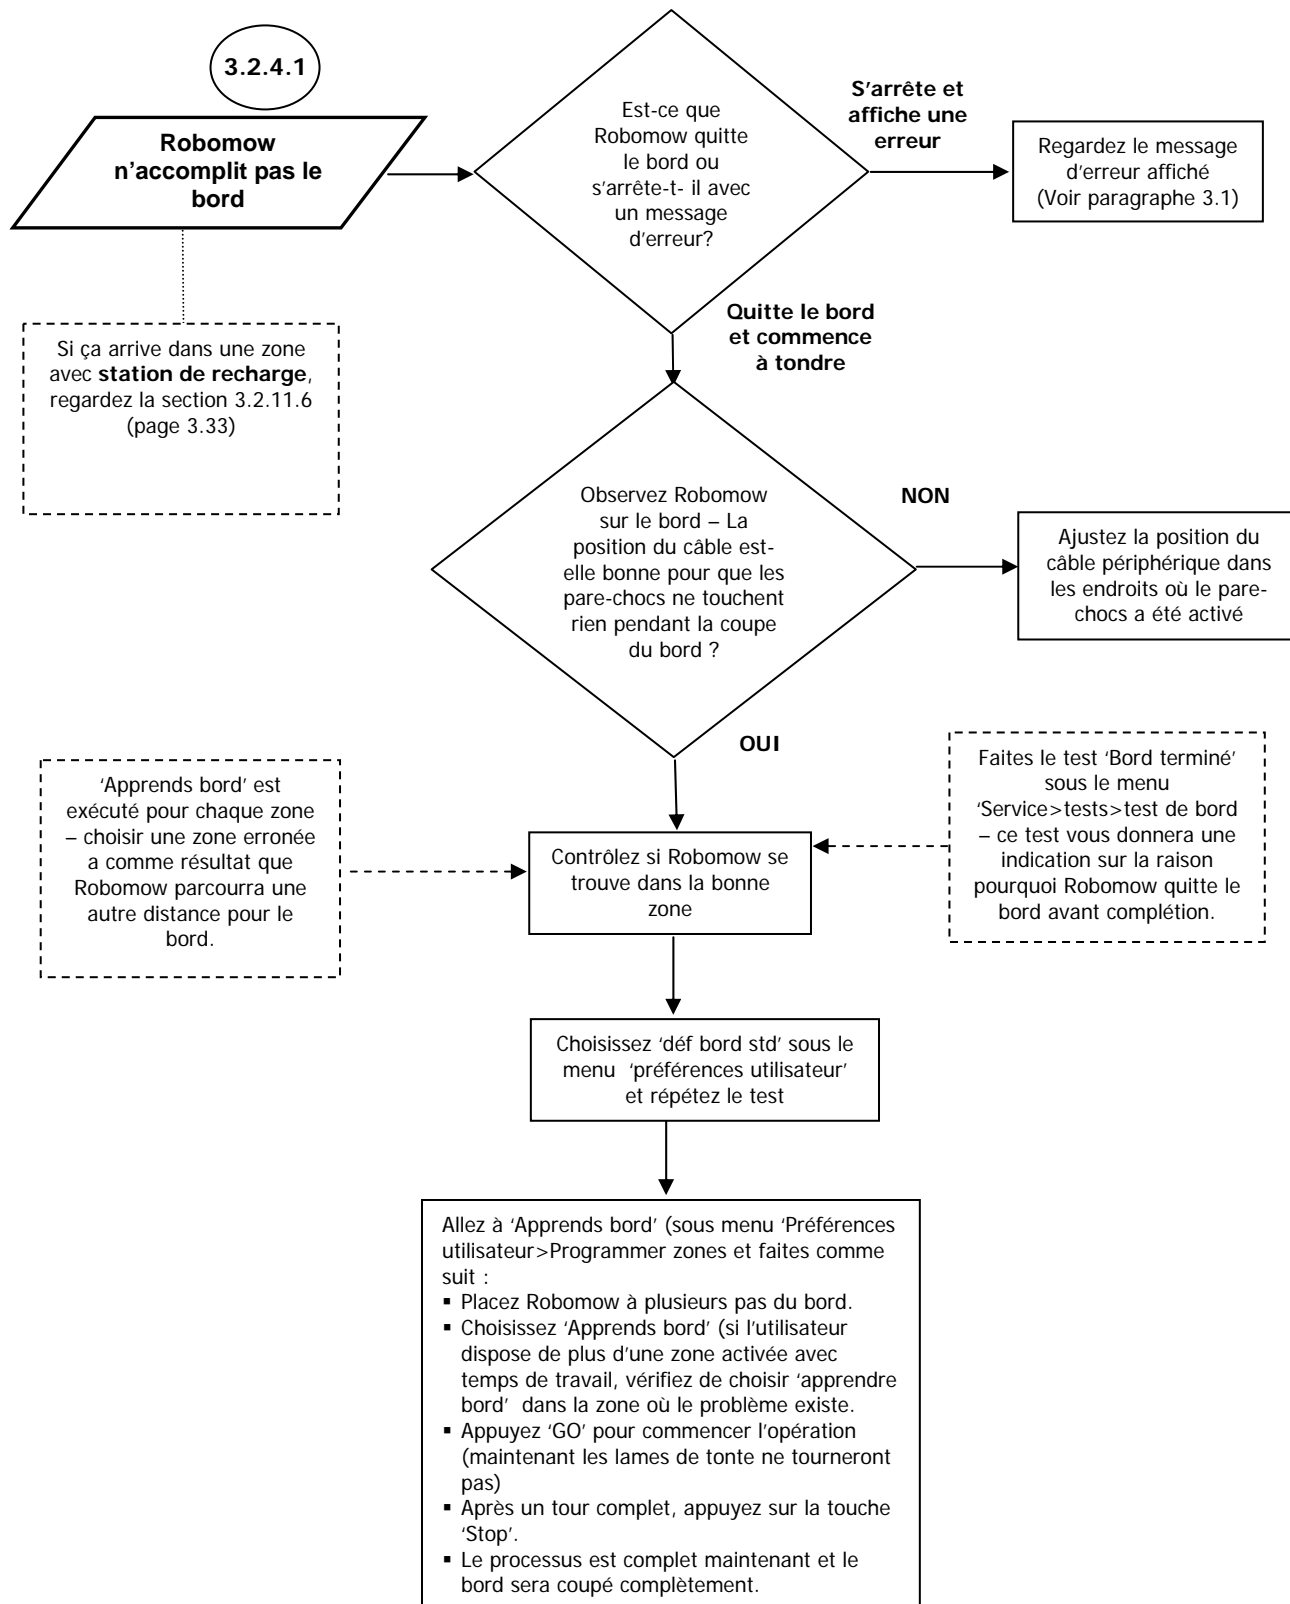 3.2.4.1
Robomow
n’accomplit pas le
bord
Est-ce que
Robomow quitte
le bord ou
s’arrête-t- il avec
un message
d’erreur?
S’arrête et
affiche une
erreur
Regardez le message
d’erreur affiché
(Voir paragraphe 3.1)
Si ça arrive dans une zone
avec station de recharge,
regardez la section 3.2.11.6
(page 3.33)
Quitte le bord
et commence
à tondre
Observez Robomow
sur le bord – La
position du câble est-
elle bonne pour que les
pare-chocs ne touchent
rien pendant la coupe
du bord ?
NON
Ajustez la position du
câble périphérique dans
les endroits où le pare-
chocs a été activé
OUI
‘Apprends bord’ est
exécuté pour chaque zone
– choisir une zone erronée
a comme résultat que
Robomow parcourra une
autre distance pour le
bord.
Contrôlez si Robomow se
trouve dans la bonne
zone
Faites le test ‘Bord terminé’
sous le menu
‘Service>tests>test de bord
– ce test vous donnera une
indication sur la raison
pourquoi Robomow quitte le
bord avant complétion.
Choisissez ‘déf bord std’ sous le
menu ‘préférences utilisateur’
et répétez le test
Allez à ‘Apprends bord’ (sous menu ‘Préférences
utilisateur>Programmer zones et faites comme
suit :
▪ Placez Robomow à plusieurs pas du bord.
▪ Choisissez ‘Apprends bord’ (si l’utilisateur
dispose de plus d’une zone activée avec
temps de travail, vérifiez de choisir ‘apprendre
bord’ dans la zone où le problème existe.
▪ Appuyez ‘GO’ pour commencer l’opération
(maintenant les lames de tonte ne tourneront
pas)
▪ Après un tour complet, appuyez sur la touche
‘Stop’.
▪ Le processus est complet maintenant et le
bord sera coupé complètement.